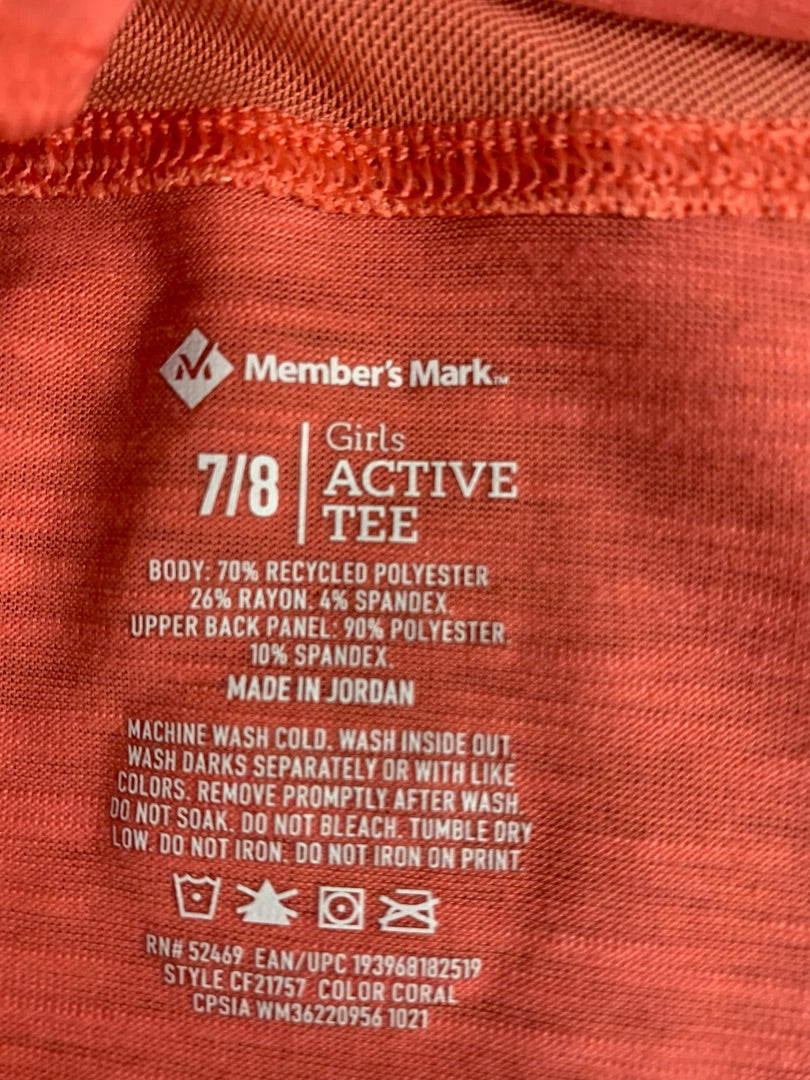 Member's Mark™
7/8
Girls
ACTIVE
TEE
BODY: 70% RECYCLED POLYESTER
26% RAYON. 4% SPANDEX.
UPPER BACK PANEL: 90% POLYESTER.
10% SPANDEX.
MADE IN JORDAN
MACHINE WASH COLD. WASH INSIDE OUT.
WASH DARKS SEPARATELY OR WITH LIKE
COLORS. REMOVE PROMPTLY AFTER WASH.
DO NOT SOAK. DO NOT BLEACH. TUMBLE DRY
LOW. DO NOT IRON. DO NOT IRON ON PRINT.
RN# 52469 EAN/UPC 193968182519
STYLE CF21757 COLOR CORAL
CPSIA WM36220956 1021